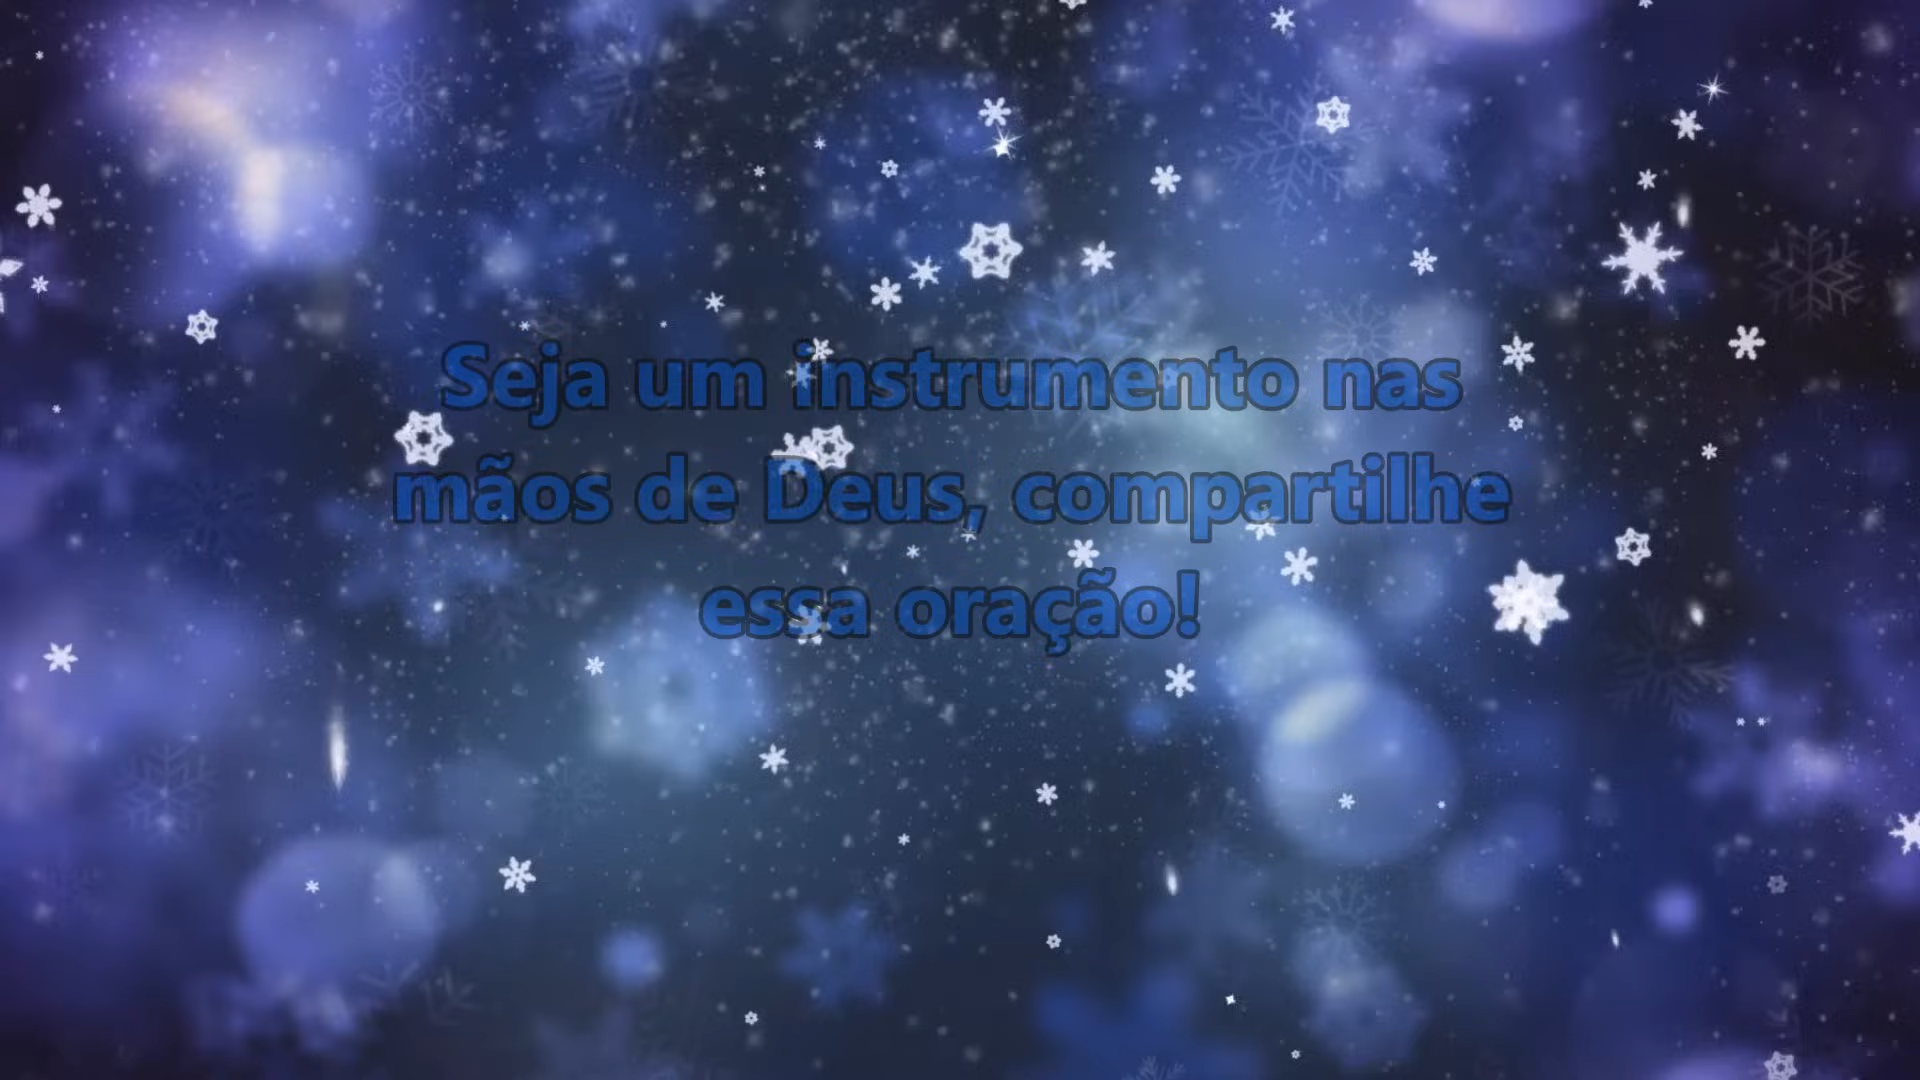 Seja um instrumento nas
mãos de Deus, compartilhe
essa oração!